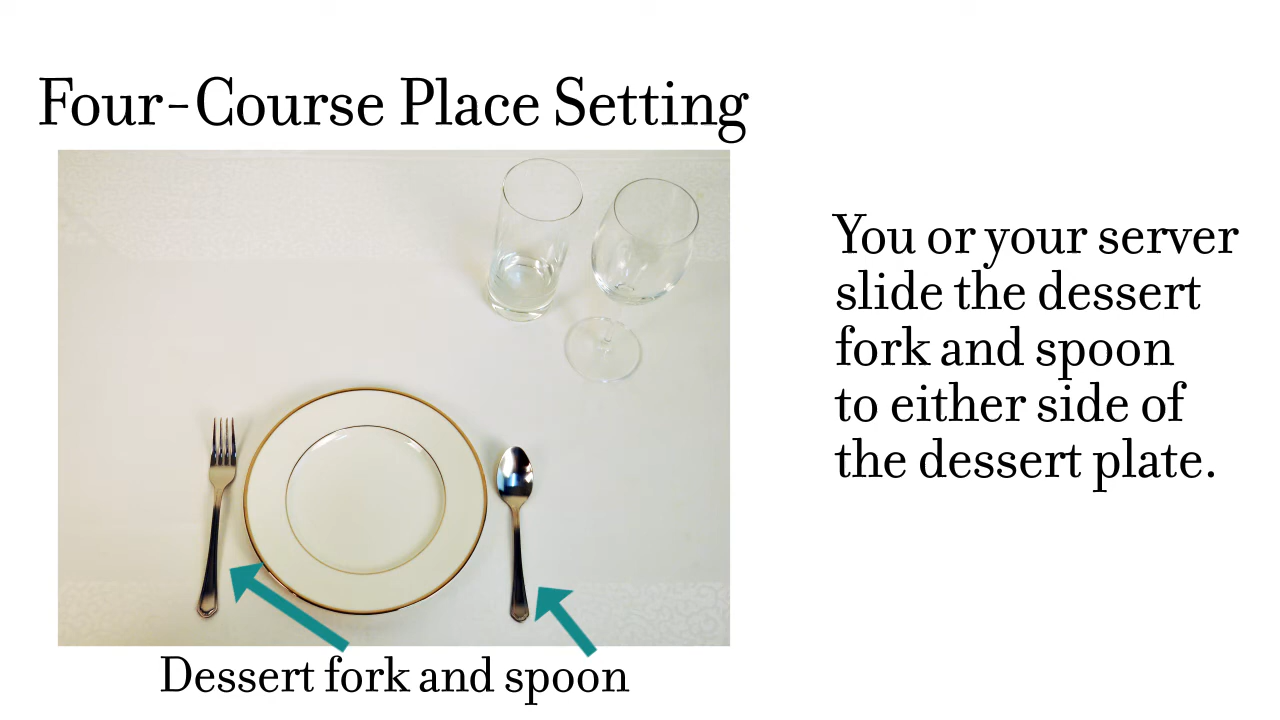 Four-Course Place Setting
You or your server
slide the dessert
fork and spoon
to either side of
the dessert plate.
Dessert fork and spoon